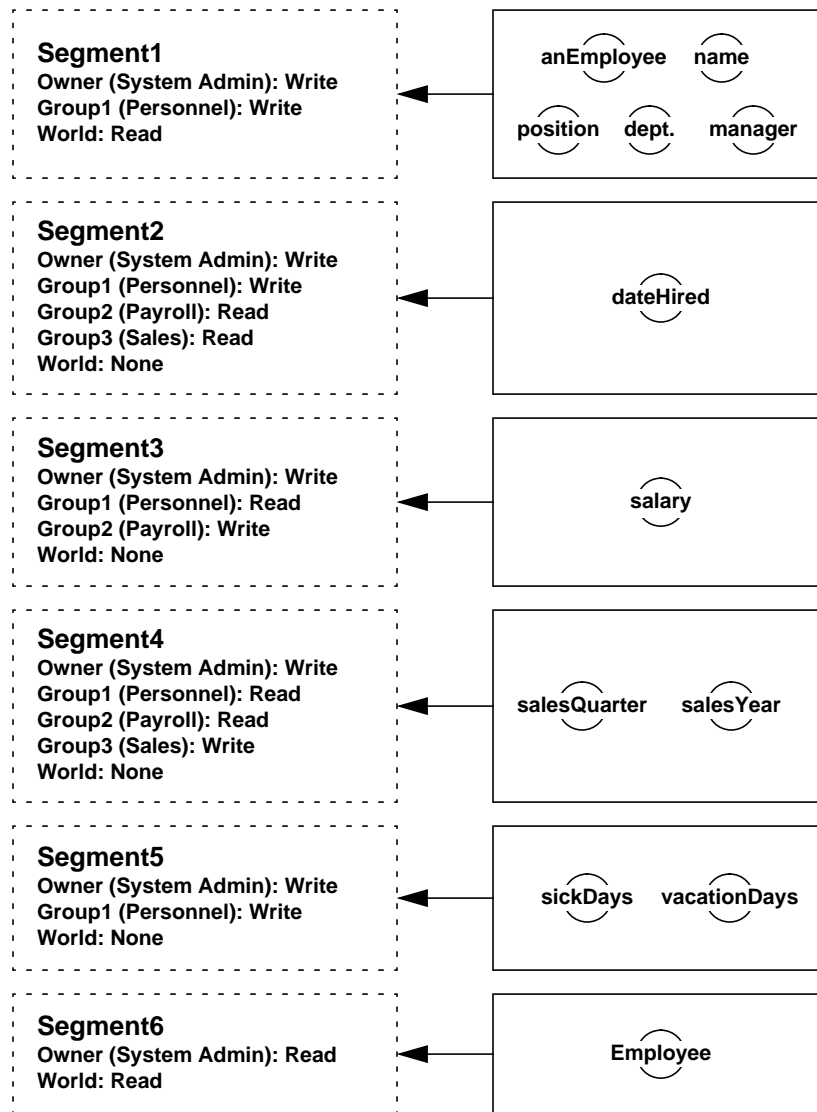 Segment1
Owner (System Admin): Write
Group1 (Personnel): Write
World: Read
anEmployee name
position dept. manager
Segment2
Owner (System Admin): Write
Group1 (Personnel): Write
Group2 (Payroll): Read
Group3 (Sales): Read
World: None
dateHired
Segment3
Owner (System Admin): Write
Group1 (Personnel): Read
Group2 (Payroll): Write
World: None
salary
Segment4
Owner (System Admin): Write
Group1 (Personnel): Read
Group2 (Payroll): Read
Group3 (Sales): Write
World: None
salesQuarter salesYear
Segment5
Owner (System Admin): Write
Group1 (Personnel): Write
World: None
sickDays vacationDays
Segment6
Owner (System Admin): Read
World: Read
Employee